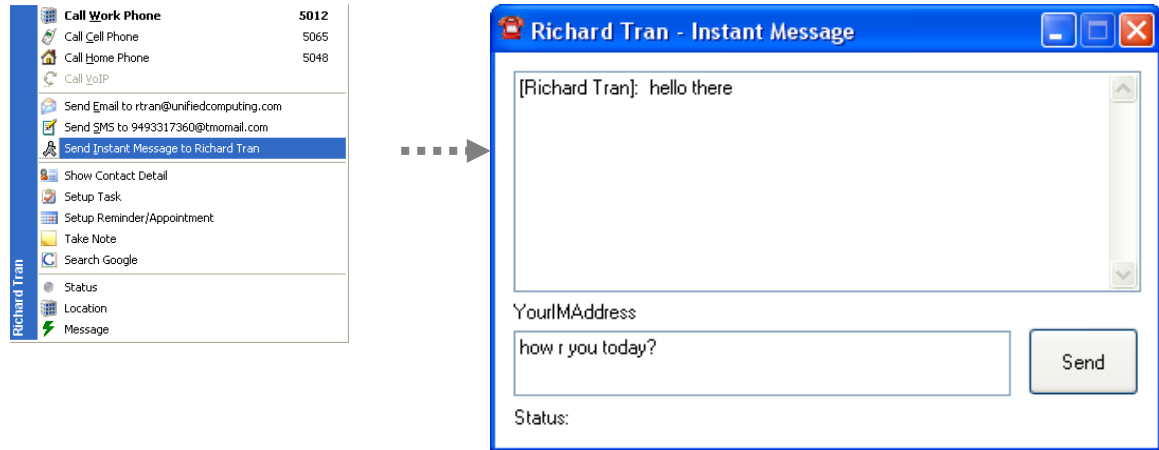 Call Work Phone 5012
Call Cell Phone 5065
Call Home Phone 5048
Call VoIP
Send Email to rtran@unifiedcomputing.com
Send SMS to 9493317360@tmomail.com
Send Instant Message to Richard Tran
Show Contact Detail
Setup Task
Setup Reminder/Appointment
Take Note
Search Google
Status
Location
Message
Richard Tran
Richard Tran - Instant Message
[Richard Tran]: hello there
YourIMAddress
how r you today?
Send
Status: